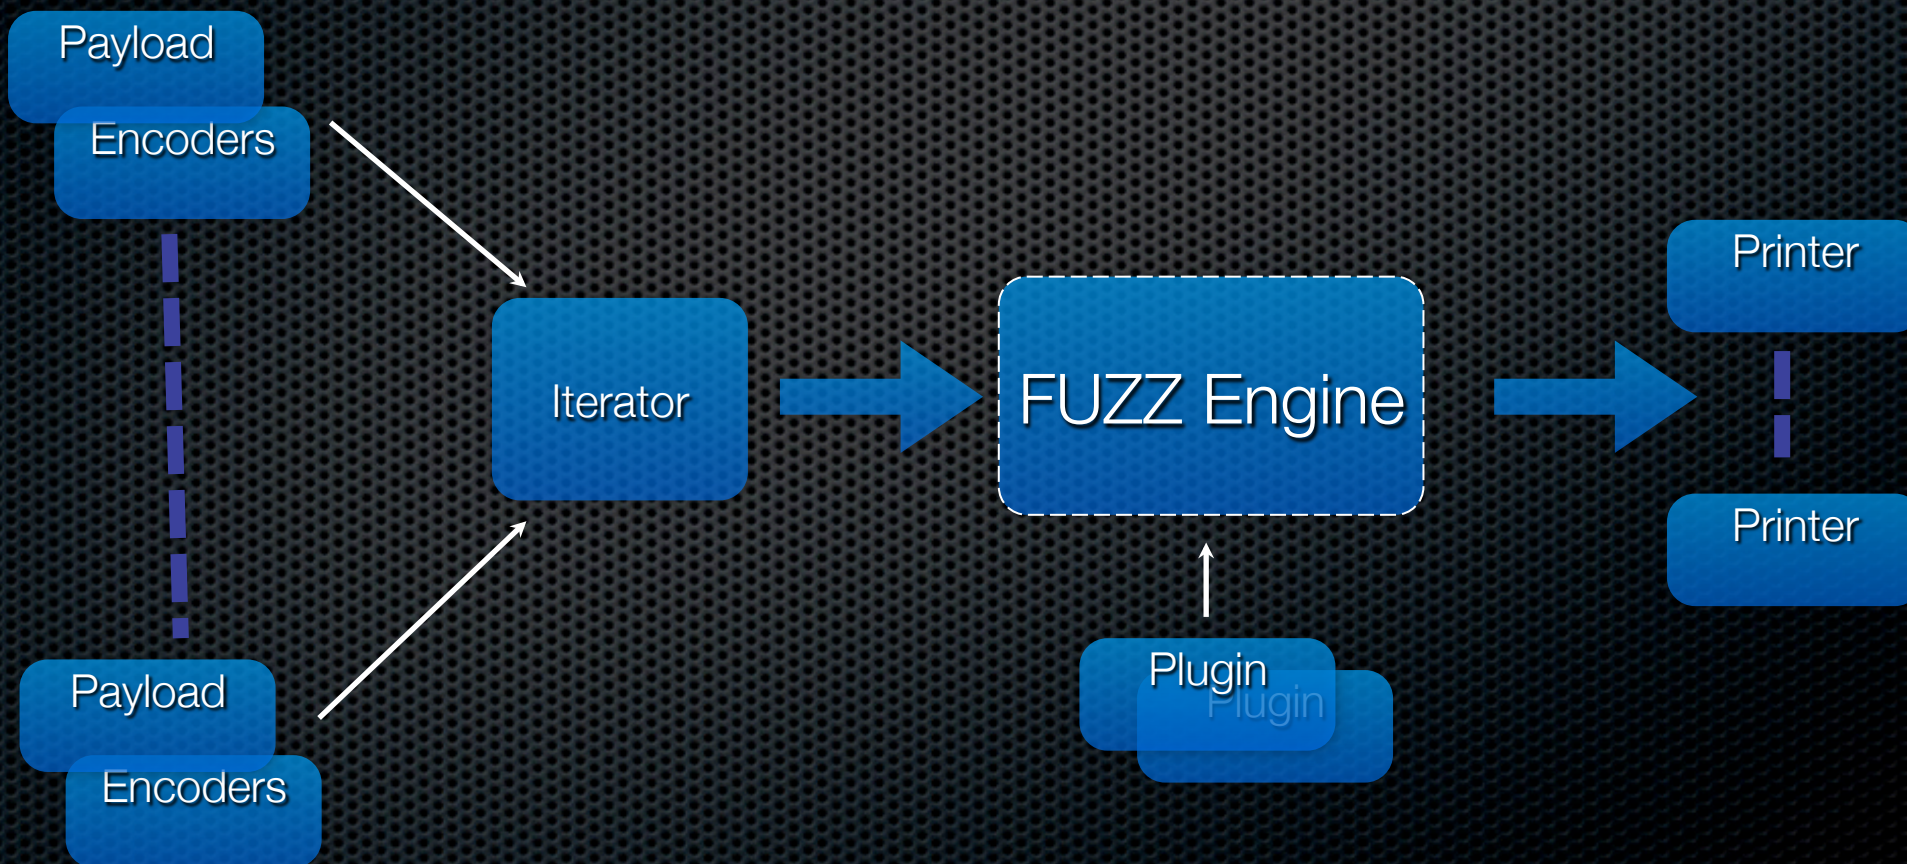 Payload
Encoders
Iterator
FUZZ Engine
Printer
Printer
Plugin
Plugin
Payload
Encoders